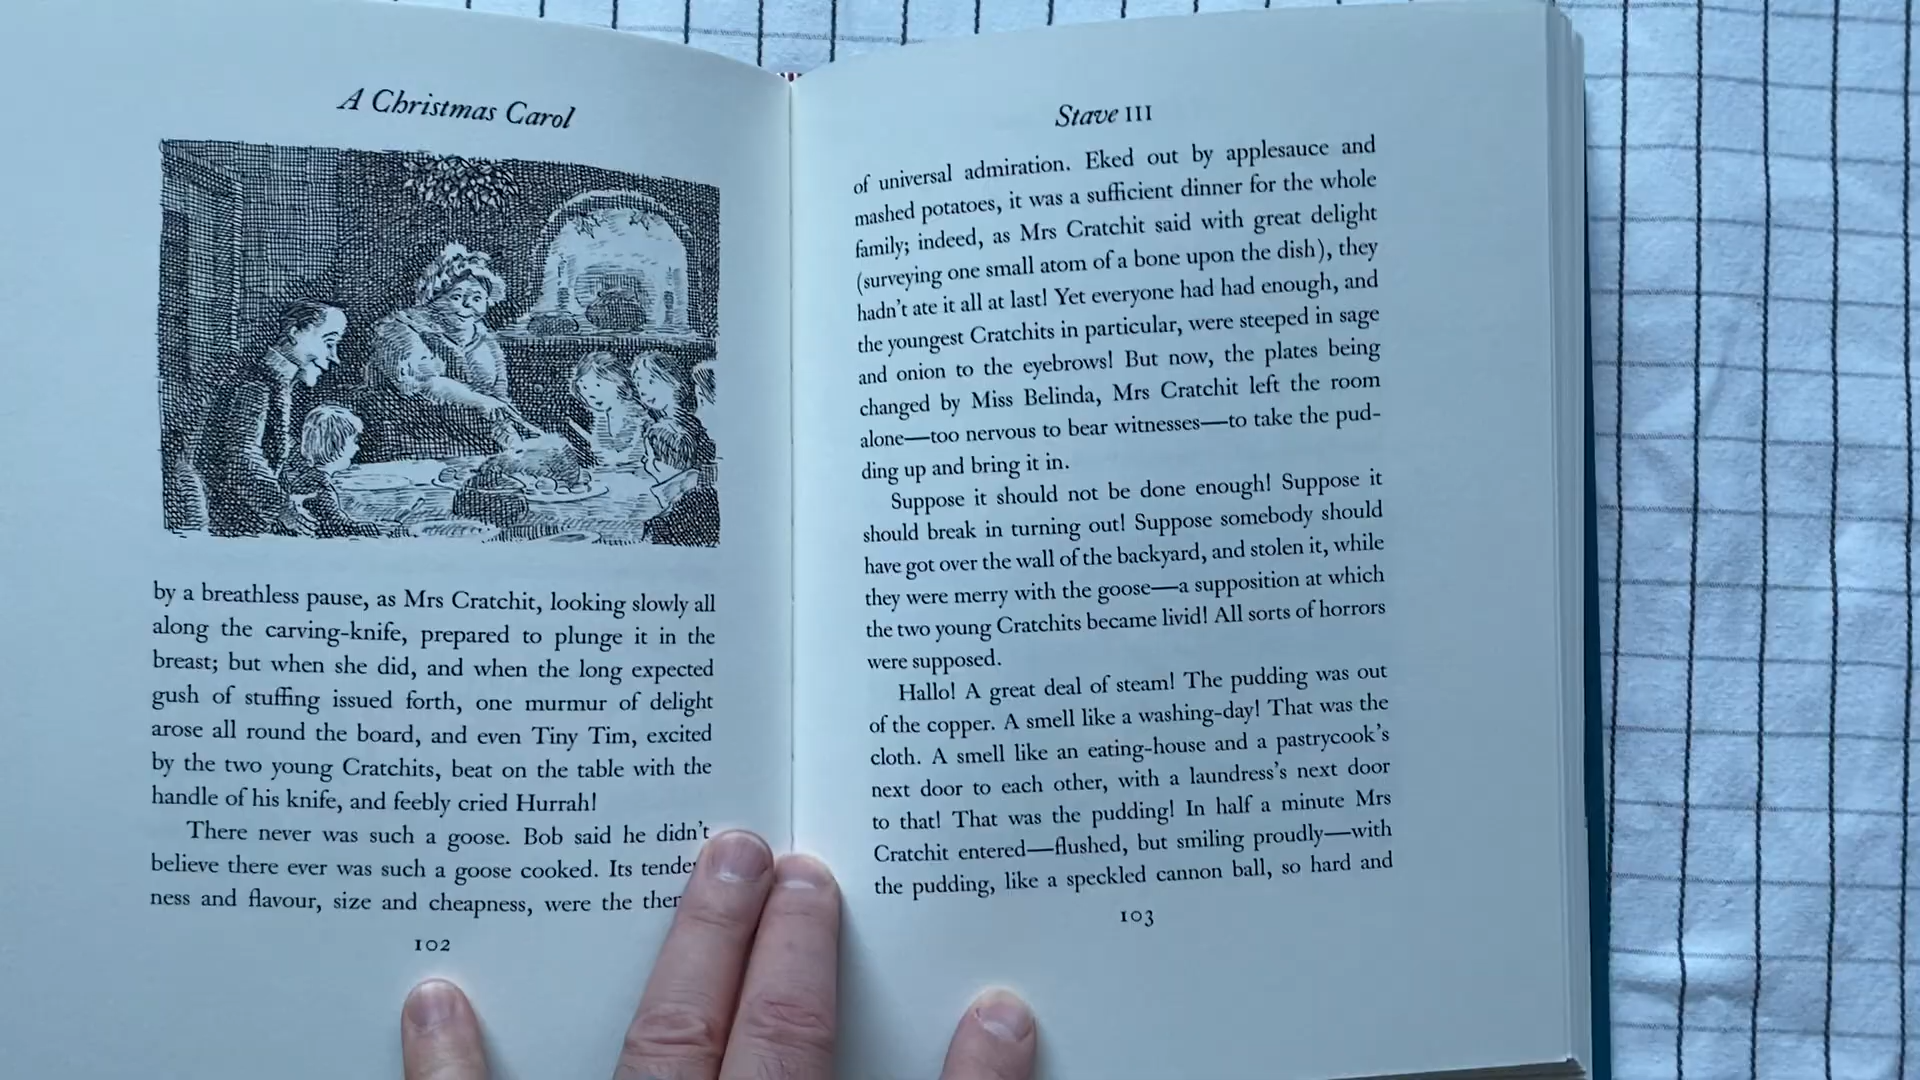 A Christmas Carol
by a breathless pause, as Mrs Cratchit, looking slowly all
along the carving-knife, prepared to plunge it in the
breast; but when she did, and when the long expected
gush of stuffing issued forth, one murmur of delight
arose all round the board, and even Tiny Tim, excited
by the two young Cratchits, beat on the table with the
handle of his knife, and feebly cried Hurrah!
There never was such a goose. Bob said he didn't
believe there ever was such a goose cooked. Its tende
ness and flavour, size and cheapness, were the
102
Stave III
of universal admiration. Eked out by applesauce and
mashed potatoes, it was a sufficient dinner for the whole
family; indeed, as Mrs Cratchit said with great delight
(surveying one small atom of a bone upon the dish), they
hadn't ate it all at last! Yet everyone had had enough, and
the youngest Cratchits in particular, were steeped in sage
and onion to the eyebrows! But now, the plates being
changed by Miss Belinda, Mrs Cratchit left the room
alone—too nervous to bear witnesses—to take the pud-
ding up and bring it in.
Suppose it should not be done enough! Suppose it
should break in turning out! Suppose somebody should
have got over the wall of the backyard, and stolen it, while
they were merry with the goose—a supposition at which
the two young Cratchits became livid! All sorts of horrors
were supposed.
Hallo! A great deal of steam! The pudding was out
of the copper. A smell like a washing-day! That was the
cloth. A smell like an eating-house and a pastrycook's
next door to each other, with a laundress's next door
to that! That was the pudding! In half a minute Mrs
Cratchit entered—flushed, but smiling proudly—with
the pudding, like a speckled cannon ball, so hard and
103